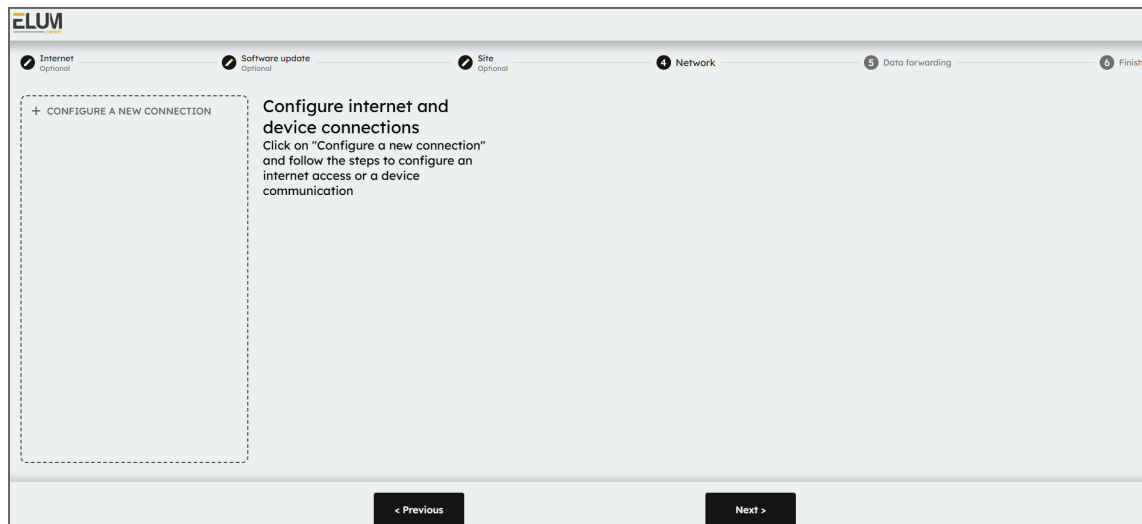 ELUM
ENERGY
Internet
Optional
Software update
Optional
Site
Optional
4 Network
5 Data forwarding
6 Finish
+ CONFIGURE A NEW CONNECTION
Configure internet and
device connections
Click on "Configure a new connection"
and follow the steps to configure an
internet access or a device
communication
< Previous
Next >